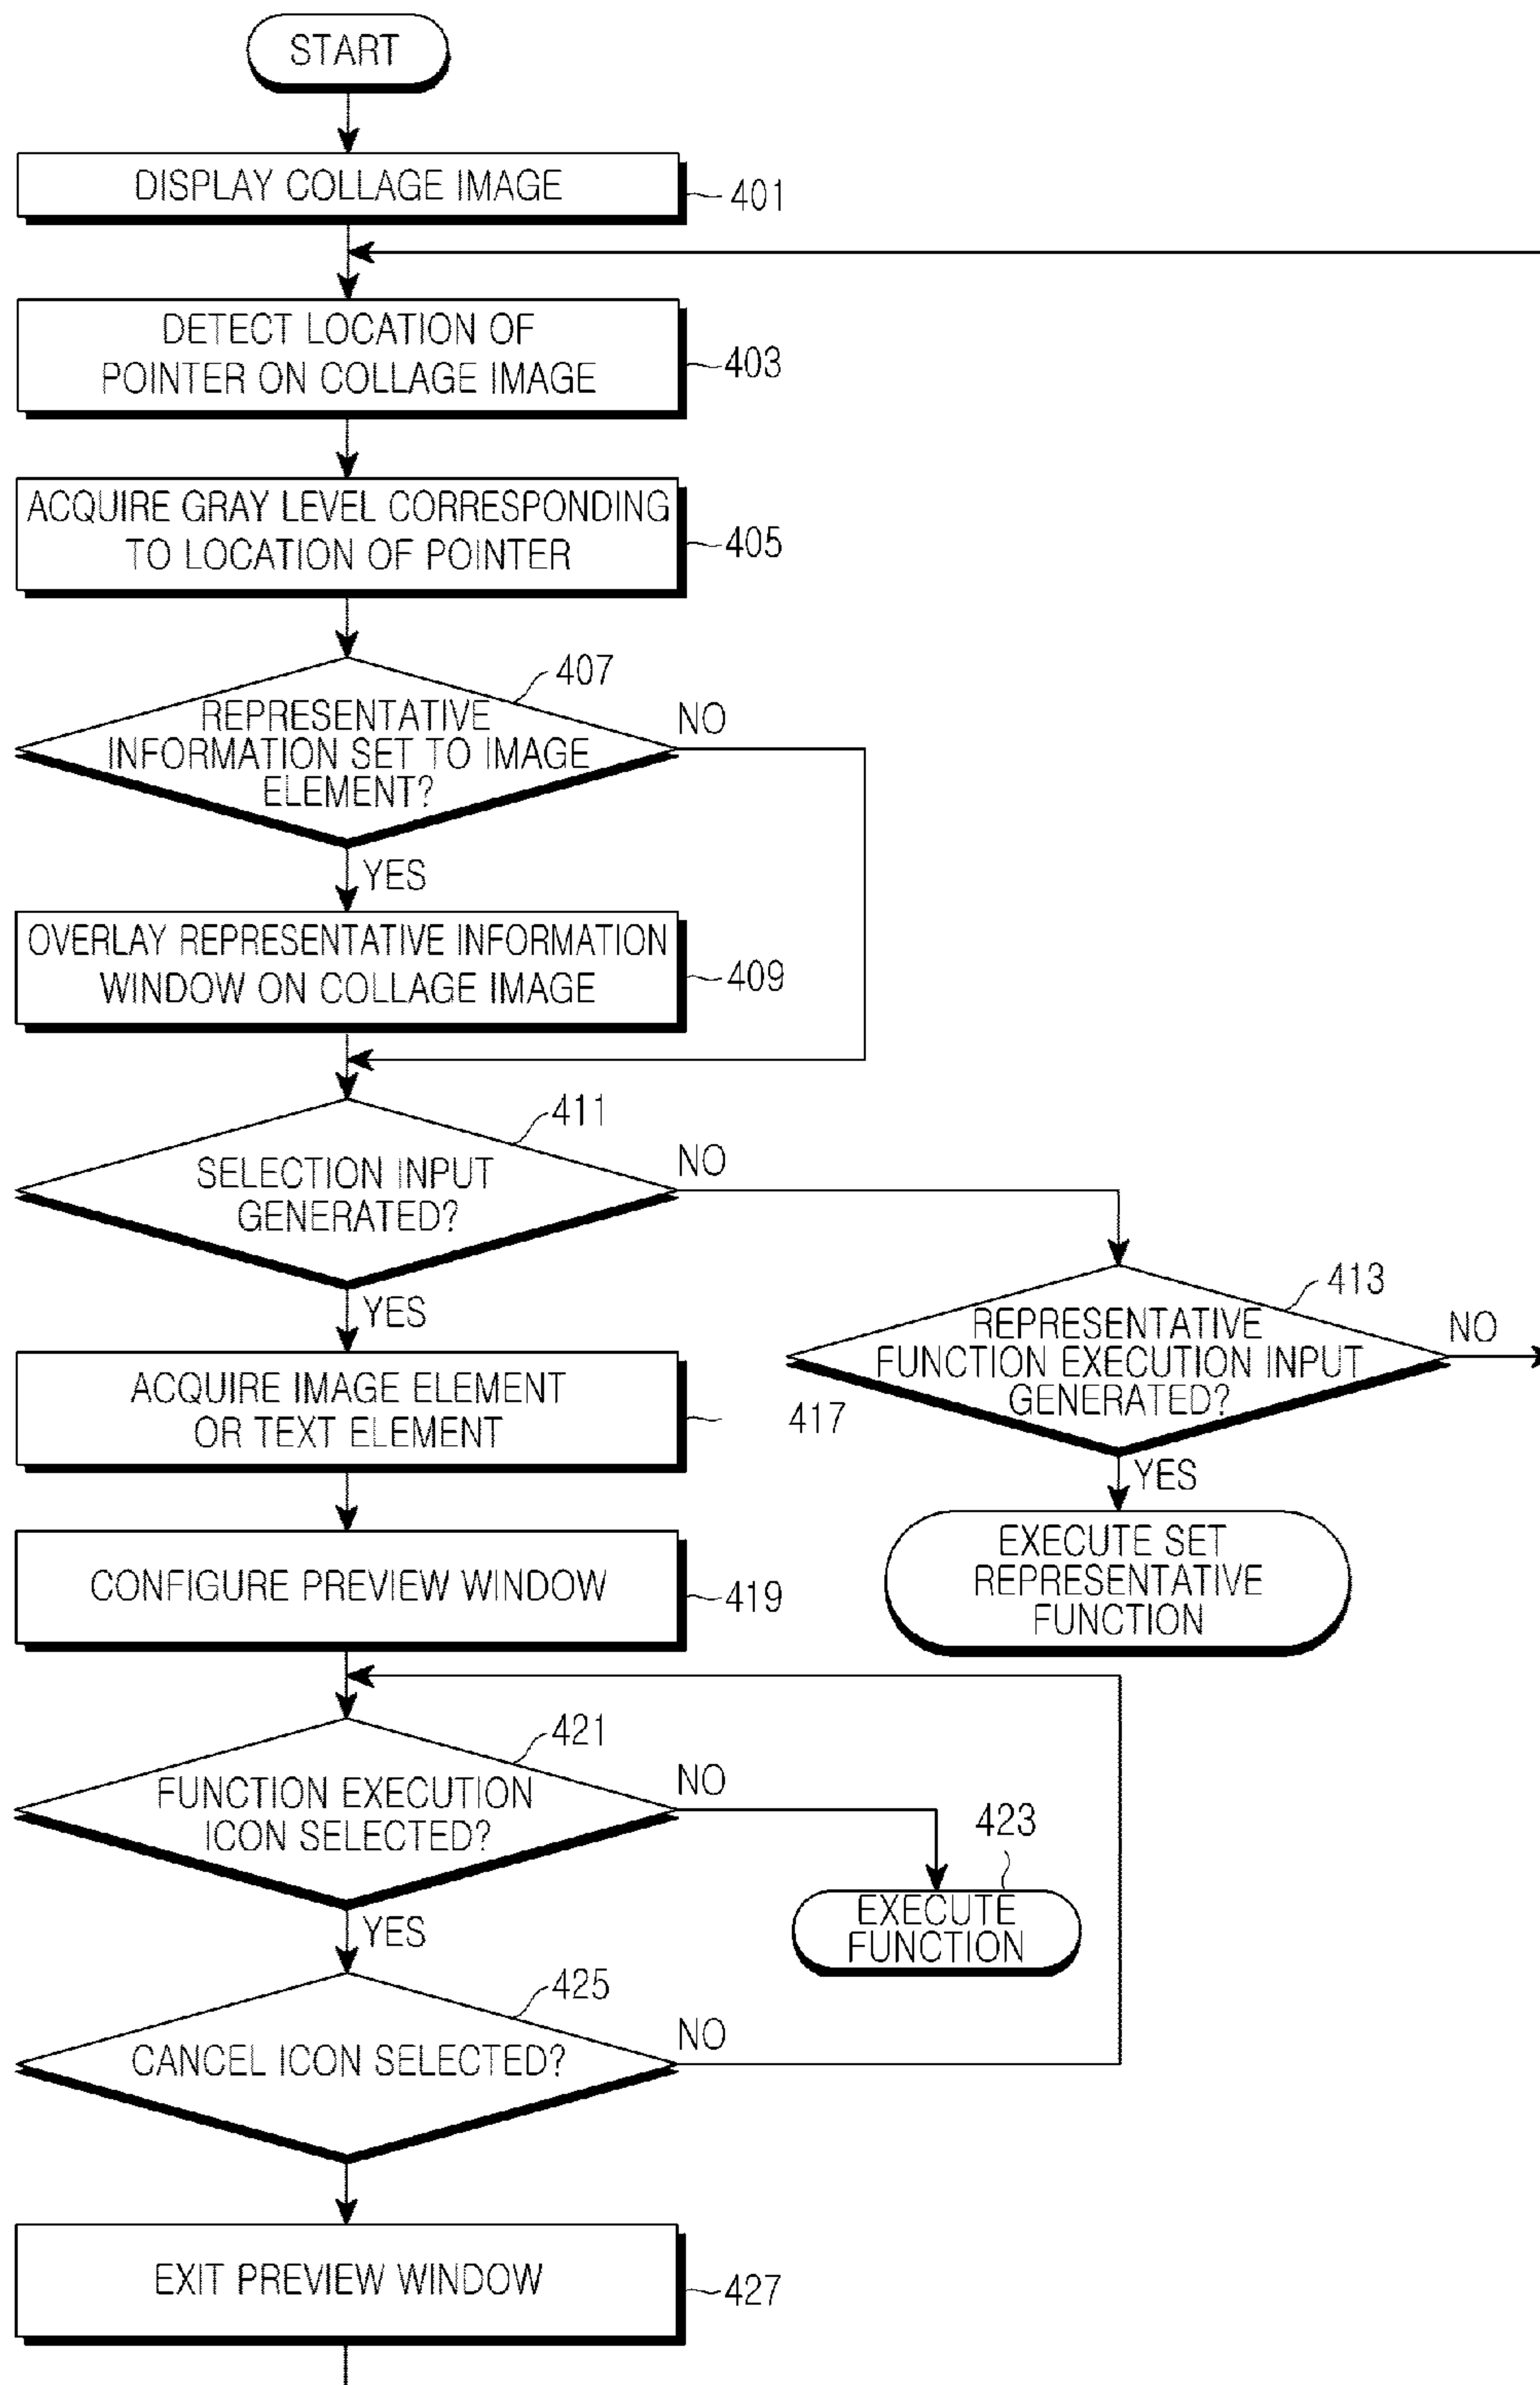 START
DISPLAY COLLAGE IMAGE
401
DETECT LOCATION OF
POINTER ON COLLAGE IMAGE
403
ACQUIRE GRAY LEVEL CORRESPONDING
TO LOCATION OF POINTER
405
407
REPRESENTATIVE
INFORMATION SET TO IMAGE
ELEMENT?
NO
YES
OVERLAY REPRESENTATIVE INFORMATION
WINDOW ON COLLAGE IMAGE
409
411
SELECTION INPUT
GENERATED?
NO
YES
413
REPRESENTATIVE
FUNCTION EXECUTION INPUT
GENERATED?
NO
YES
EXECUTE SET
REPRESENTATIVE
FUNCTION
ACQUIRE IMAGE ELEMENT
OR TEXT ELEMENT
417
CONFIGURE PREVIEW WINDOW
419
421
FUNCTION EXECUTION
ICON SELECTED?
NO
YES
423
EXECUTE
FUNCTION
425
CANCEL ICON SELECTED?
NO
EXIT PREVIEW WINDOW
427